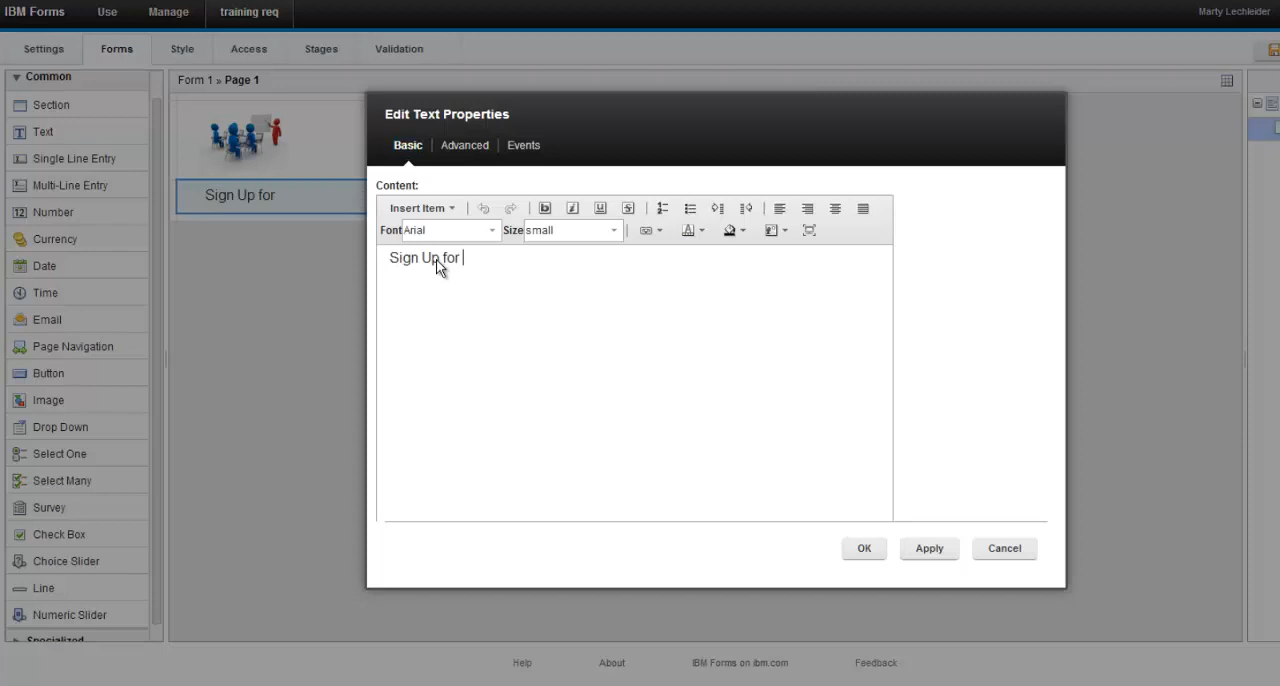 IBM Forms Use Manage training req Marty Lechleider
Settings Forms Style Access Stages Validation
Common
Section
Text
Single Line Entry
Multi-Line Entry
Number
Currency
Date
Time
Email
Page Navigation
Button
Image
Drop Down
Select One
Select Many
Survey
Check Box
Choice Slider
Line
Numeric Slider
Specialized
Form 1 » Page 1
Sign Up for
Edit Text Properties
Basic Advanced Events
Content:
Insert Item
Font Arial Size small
Sign Up for
OK Apply Cancel
Help About IBM Forms on ibm.com Feedback